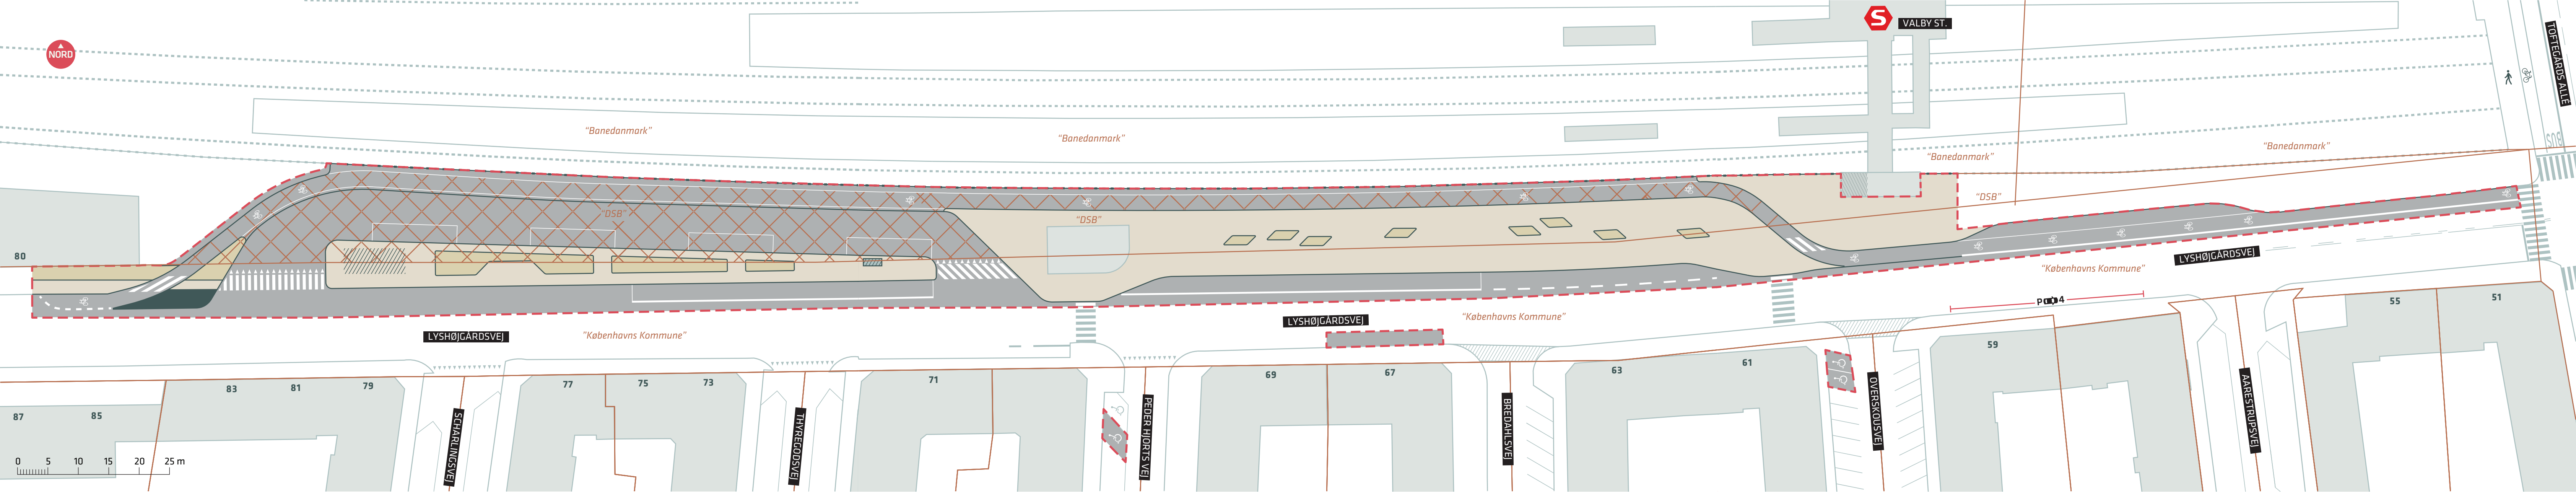 S
VALBY ST.
TOFTEGÅRDS ALLE
NORD
"Banedanmark"
"Banedanmark"
BUS
"Banedanmark"
"Banedanmark"
"DSB"
"DSB"
"DSB"
80
LYSHØJGÅRDSVEJ
"Københavns Kommune"
LYSHØJGÅRDSVEJ
"Københavns Kommune"
LYSHØJGÅRDSVEJ
"Københavns Kommune"
51
55
59
61
63
67
69
71
73
75
77
79
81
83
85
87
SCHARLINGSVEJ
THYREGODSVEJ
PEDER HJORTS VEJ
BREDAHLSVEJ
OVERSKOUSVEJ
AARESTRUPSVEJ
0 5 10 15 20 25 m